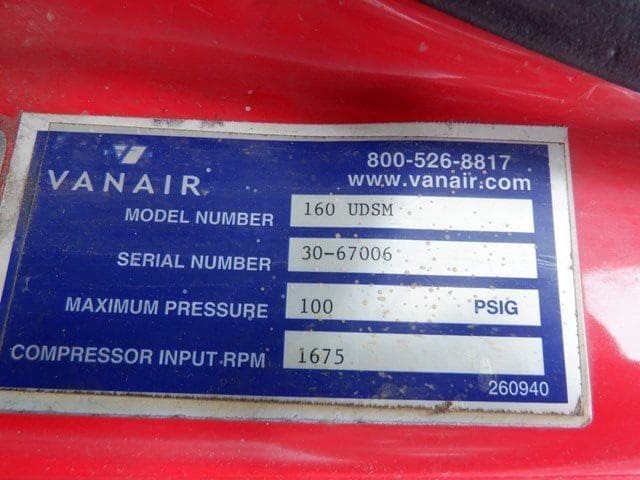 800-526-8817
VANAIR www.vanair.com
MODEL NUMBER 160 UDSM
SERIAL NUMBER 30-67006
MAXIMUM PRESSURE 100 PSIG
COMPRESSOR INPUT RPM 1675
260940